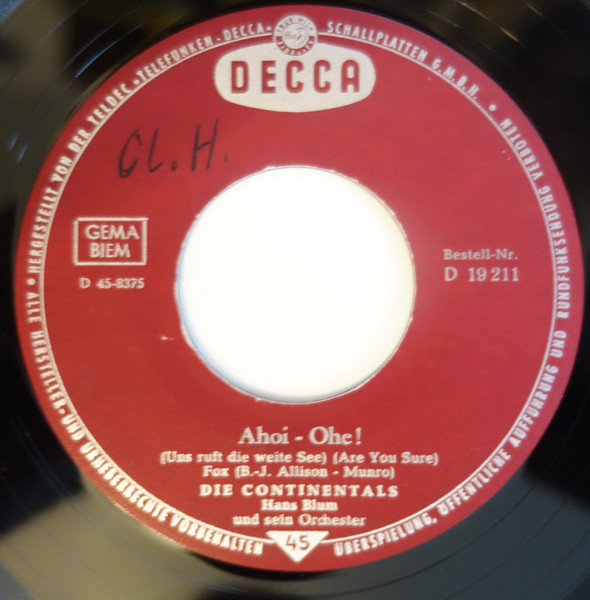 HERGESTELLT VON DER TELDEC • TELEFUNKEN - DECCA • SCHALLPLATTEN G.M.B.H. •
DECCA
CL. H.
GEMA
BIEM
D 45-8375
Bestell-Nr.
D 19 211
Ahoi - Ohe!
(Uns ruft die weite See) (Are You Sure)
Fox (B.-J. Allison - Munro)
DIE CONTINENTALS
Hans Blum
und sein Orchester
45
ALLE HERSTELLER- UND URHEBERRECHTE VORBEHALTEN
ÜBERSPIELUNG, ÖFFENTLICHE AUFFÜHRUNG UND RUNDFUNKSENDUNG VERBOTEN